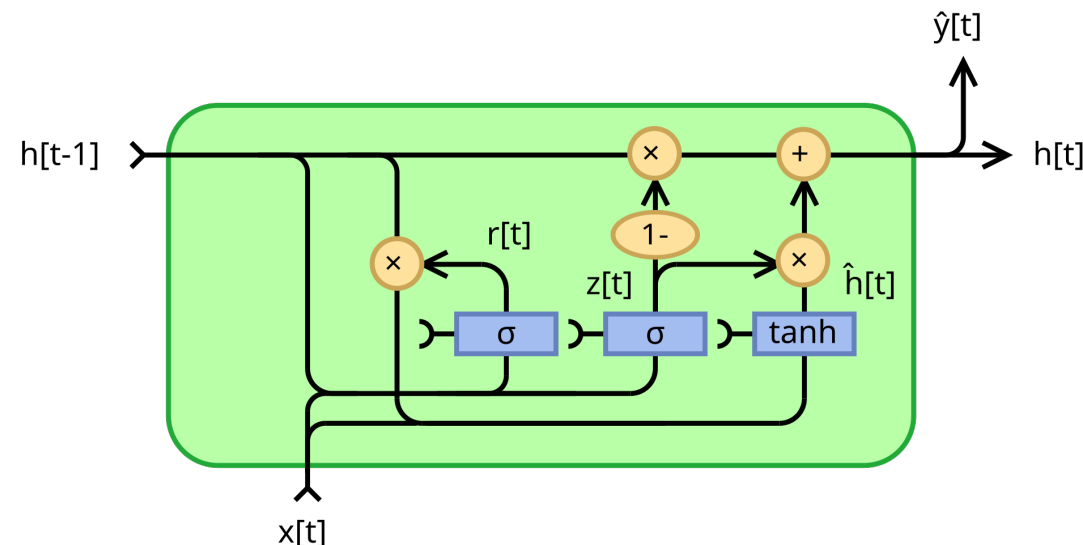 ŷ[t]
h[t-1]
×
+
h[t]
r[t]
1-
×
×
z[t]
ĥ[t]
σ
σ
tanh
x[t]